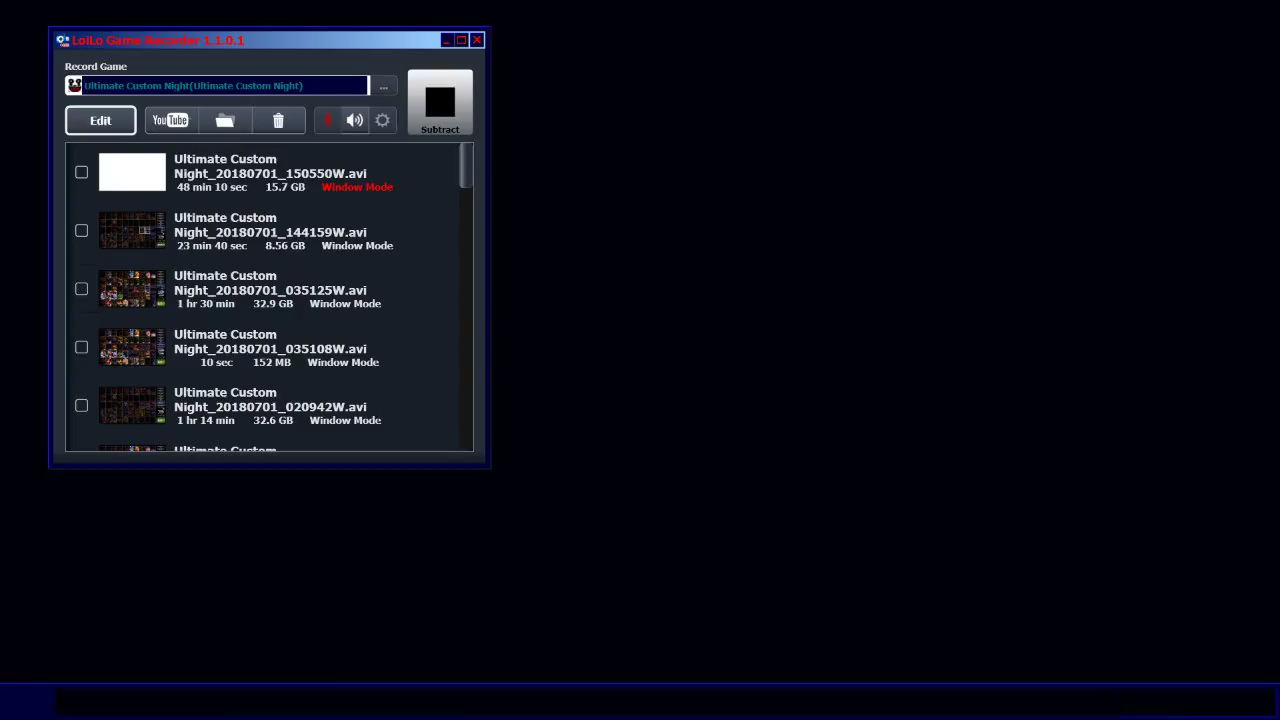 LoiLo Game Recorder 1.1.0.1
Record Game
Ultimate Custom Night(Ultimate Custom Night)
...
Edit
YouTube
Subtract
Ultimate Custom
Night_20180701_150550W.avi
48 min 10 sec 15.7 GB Window Mode
Ultimate Custom
Night_20180701_144159W.avi
23 min 40 sec 8.56 GB Window Mode
Ultimate Custom
Night_20180701_035125W.avi
1 hr 30 min 32.9 GB Window Mode
Ultimate Custom
Night_20180701_035108W.avi
10 sec 152 MB Window Mode
Ultimate Custom
Night_20180701_020942W.avi
1 hr 14 min 32.6 GB Window Mode
Ultimate Custom